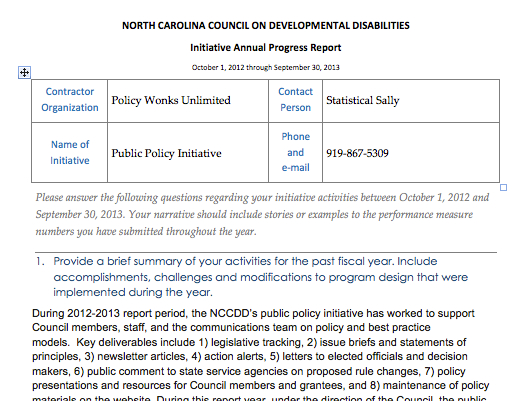 NORTH CAROLINA COUNCIL ON DEVELOPMENTAL DISABILITIES
Initiative Annual Progress Report
October 1, 2012 through September 30, 2013
Contractor Organization
Policy Wonks Unlimited
Contact Person
Statistical Sally
Name of Initiative
Public Policy Initiative
Phone and e-mail
919-867-5309
Please answer the following questions regarding your initiative activities between October 1, 2012 and
September 30, 2013. Your narrative should include stories or examples to the performance measure
numbers you have submitted throughout the year.
1. Provide a brief summary of your activities for the past fiscal year. Include
accomplishments, challenges and modifications to program design that were
implemented during the year.
During 2012-2013 report period, the NCCDD's public policy initiative has worked to support
Council members, staff, and the communications team on policy and best practice
models. Key deliverables include 1) legislative tracking, 2) issue briefs and statements of
principles, 3) newsletter articles, 4) action alerts, 5) letters to elected officials and decision
makers, 6) public comment to state service agencies on proposed rule changes, 7) policy
presentations and resources for Council members and grantees, and 8) maintenance of policy
materials on the website. During this report year, under the direction of the Council, the public